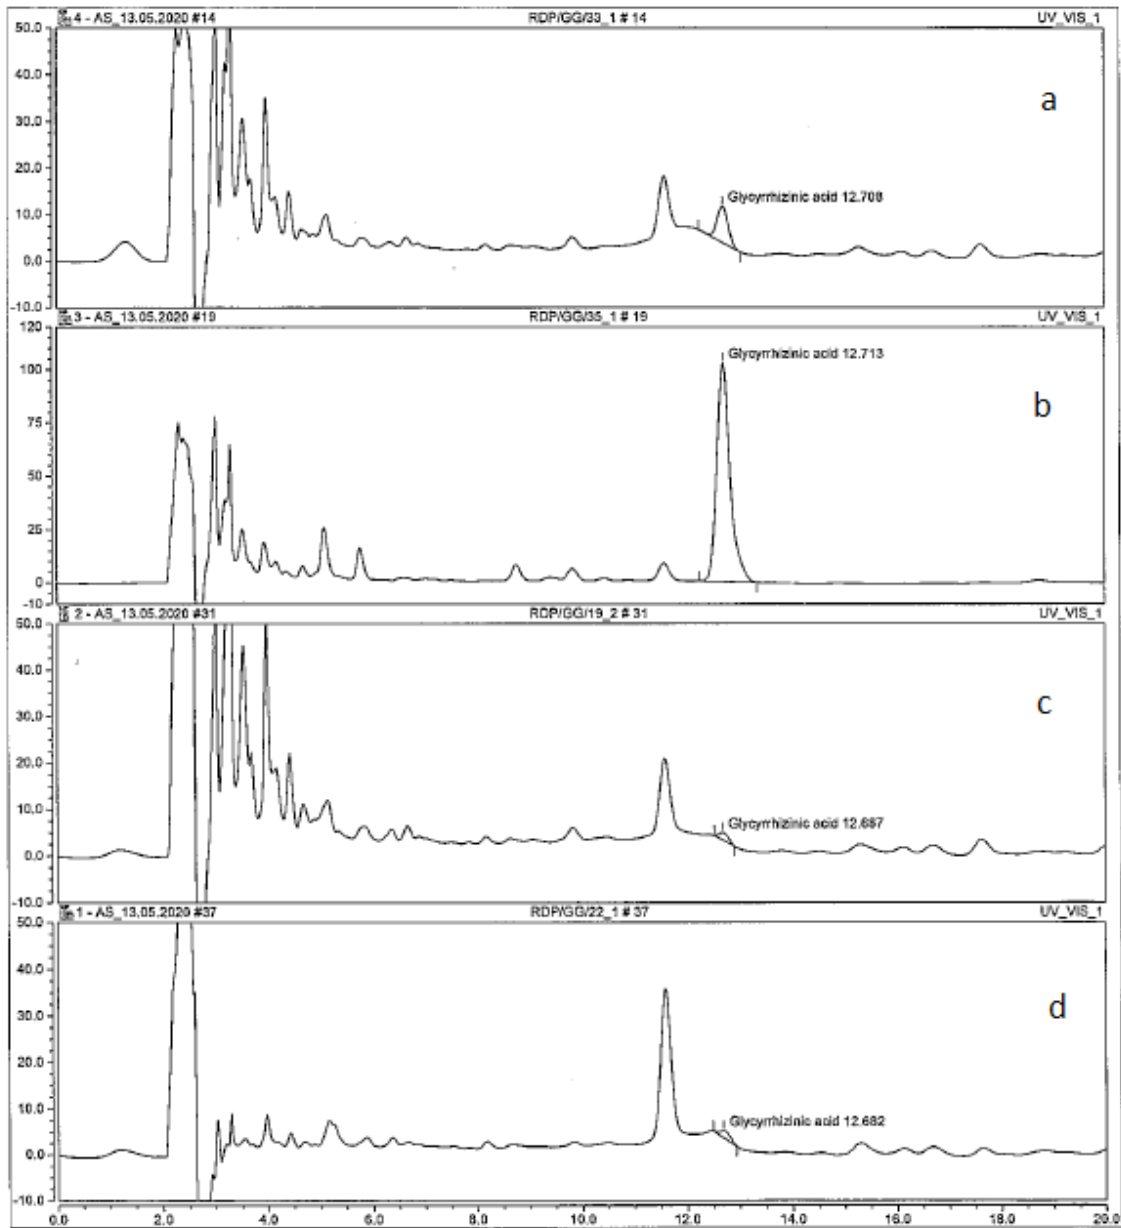 4 - AS_13.05.2020 #14 RDP/GG/33_1 # 14 UV_VIS_1
50.0
40.0
30.0
20.0
10.0
0.0
-10.0
a
Glycyrrhizinic acid 12.708
3 - AS_13.05.2020 #19 RDP/GG/35_1 # 19 UV_VIS_1
120
100
75
50
25
0
-10
Glycyrrhizinic acid 12.713
b
2 - AS_13.05.2020 #31 RDP/GG/19_2 # 31 UV_VIS_1
50.0
40.0
30.0
20.0
10.0
0.0
-10.0
c
Glycyrrhizinic acid 12.687
1 - AS_13.05.2020 #37 RDP/GG/22_1 # 37 UV_VIS_1
50.0
40.0
30.0
20.0
10.0
0.0
-10.0
d
Glycyrrhizinic acid 12.682
0.0 2.0 4.0 6.0 8.0 10.0 12.0 14.0 16.0 18.0 20.0